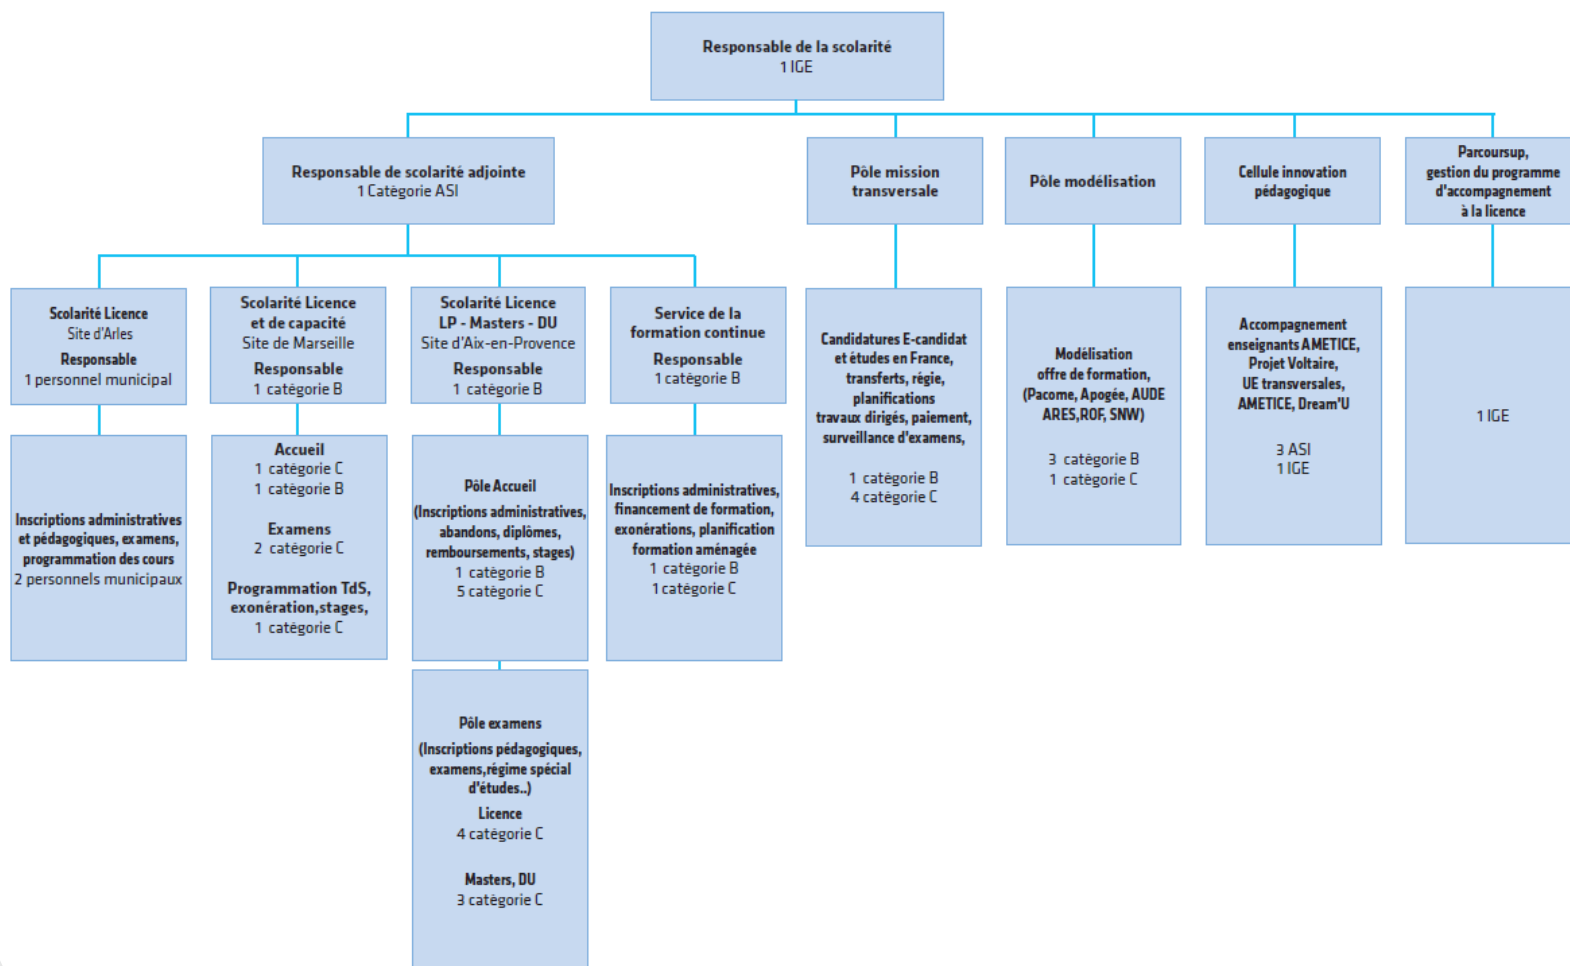 Responsable de la scolarité
1 IGE
Responsable de scolarité adjointe
1 Catégorie ASI
Pôle mission
transversale
Pôle modélisation
Cellule innovation
pédagogique
Parcoursup,
gestion du programme
d'accompagnement
à la licence
Scolarité Licence
Site d'Arles
Responsable
1 personnel municipal
Scolarité Licence
et de capacité
Site de Marseille
Responsable
1 catégorie B
Scolarité Licence
LP - Masters - DU
Site d'Aix-en-Provence
Responsable
1 catégorie B
Service de la
formation continue
Responsable
1 catégorie B
Candidatures E-candidat
et études en France,
transferts, régie,
planifications
travaux dirigés, paiement,
surveillance d'examens,
1 catégorie B
4 catégorie C
Modélisation
offre de formation,
(Pacome, Apogée, AUDE
ARES,ROF, SNW)
3 catégorie B
1 catégorie C
Accompagnement
enseignants AMETICE,
Projet Voltaire,
UE transversales,
AMETICE, Dream'U
3 ASI
1 IGE
1 IGE
Inscriptions administratives
et pédagogiques, examens,
programmation des cours
2 personnels municipaux
Accueil
1 catégorie C
1 catégorie B
Examens
2 catégorie C
Programmation TdS,
exonération,stages,
1 catégorie C
Pôle Accueil
(Inscriptions administratives,
abandons, diplômes,
remboursements, stages)
1 catégorie B
5 catégorie C
Inscriptions administratives,
financement de formation,
exonérations, planification
formation aménagée
1 catégorie B
1 catégorie C
Pôle examens
(Inscriptions pédagogiques,
examens,régime spécial
d'études..)
Licence
4 catégorie C
Masters, DU
3 catégorie C